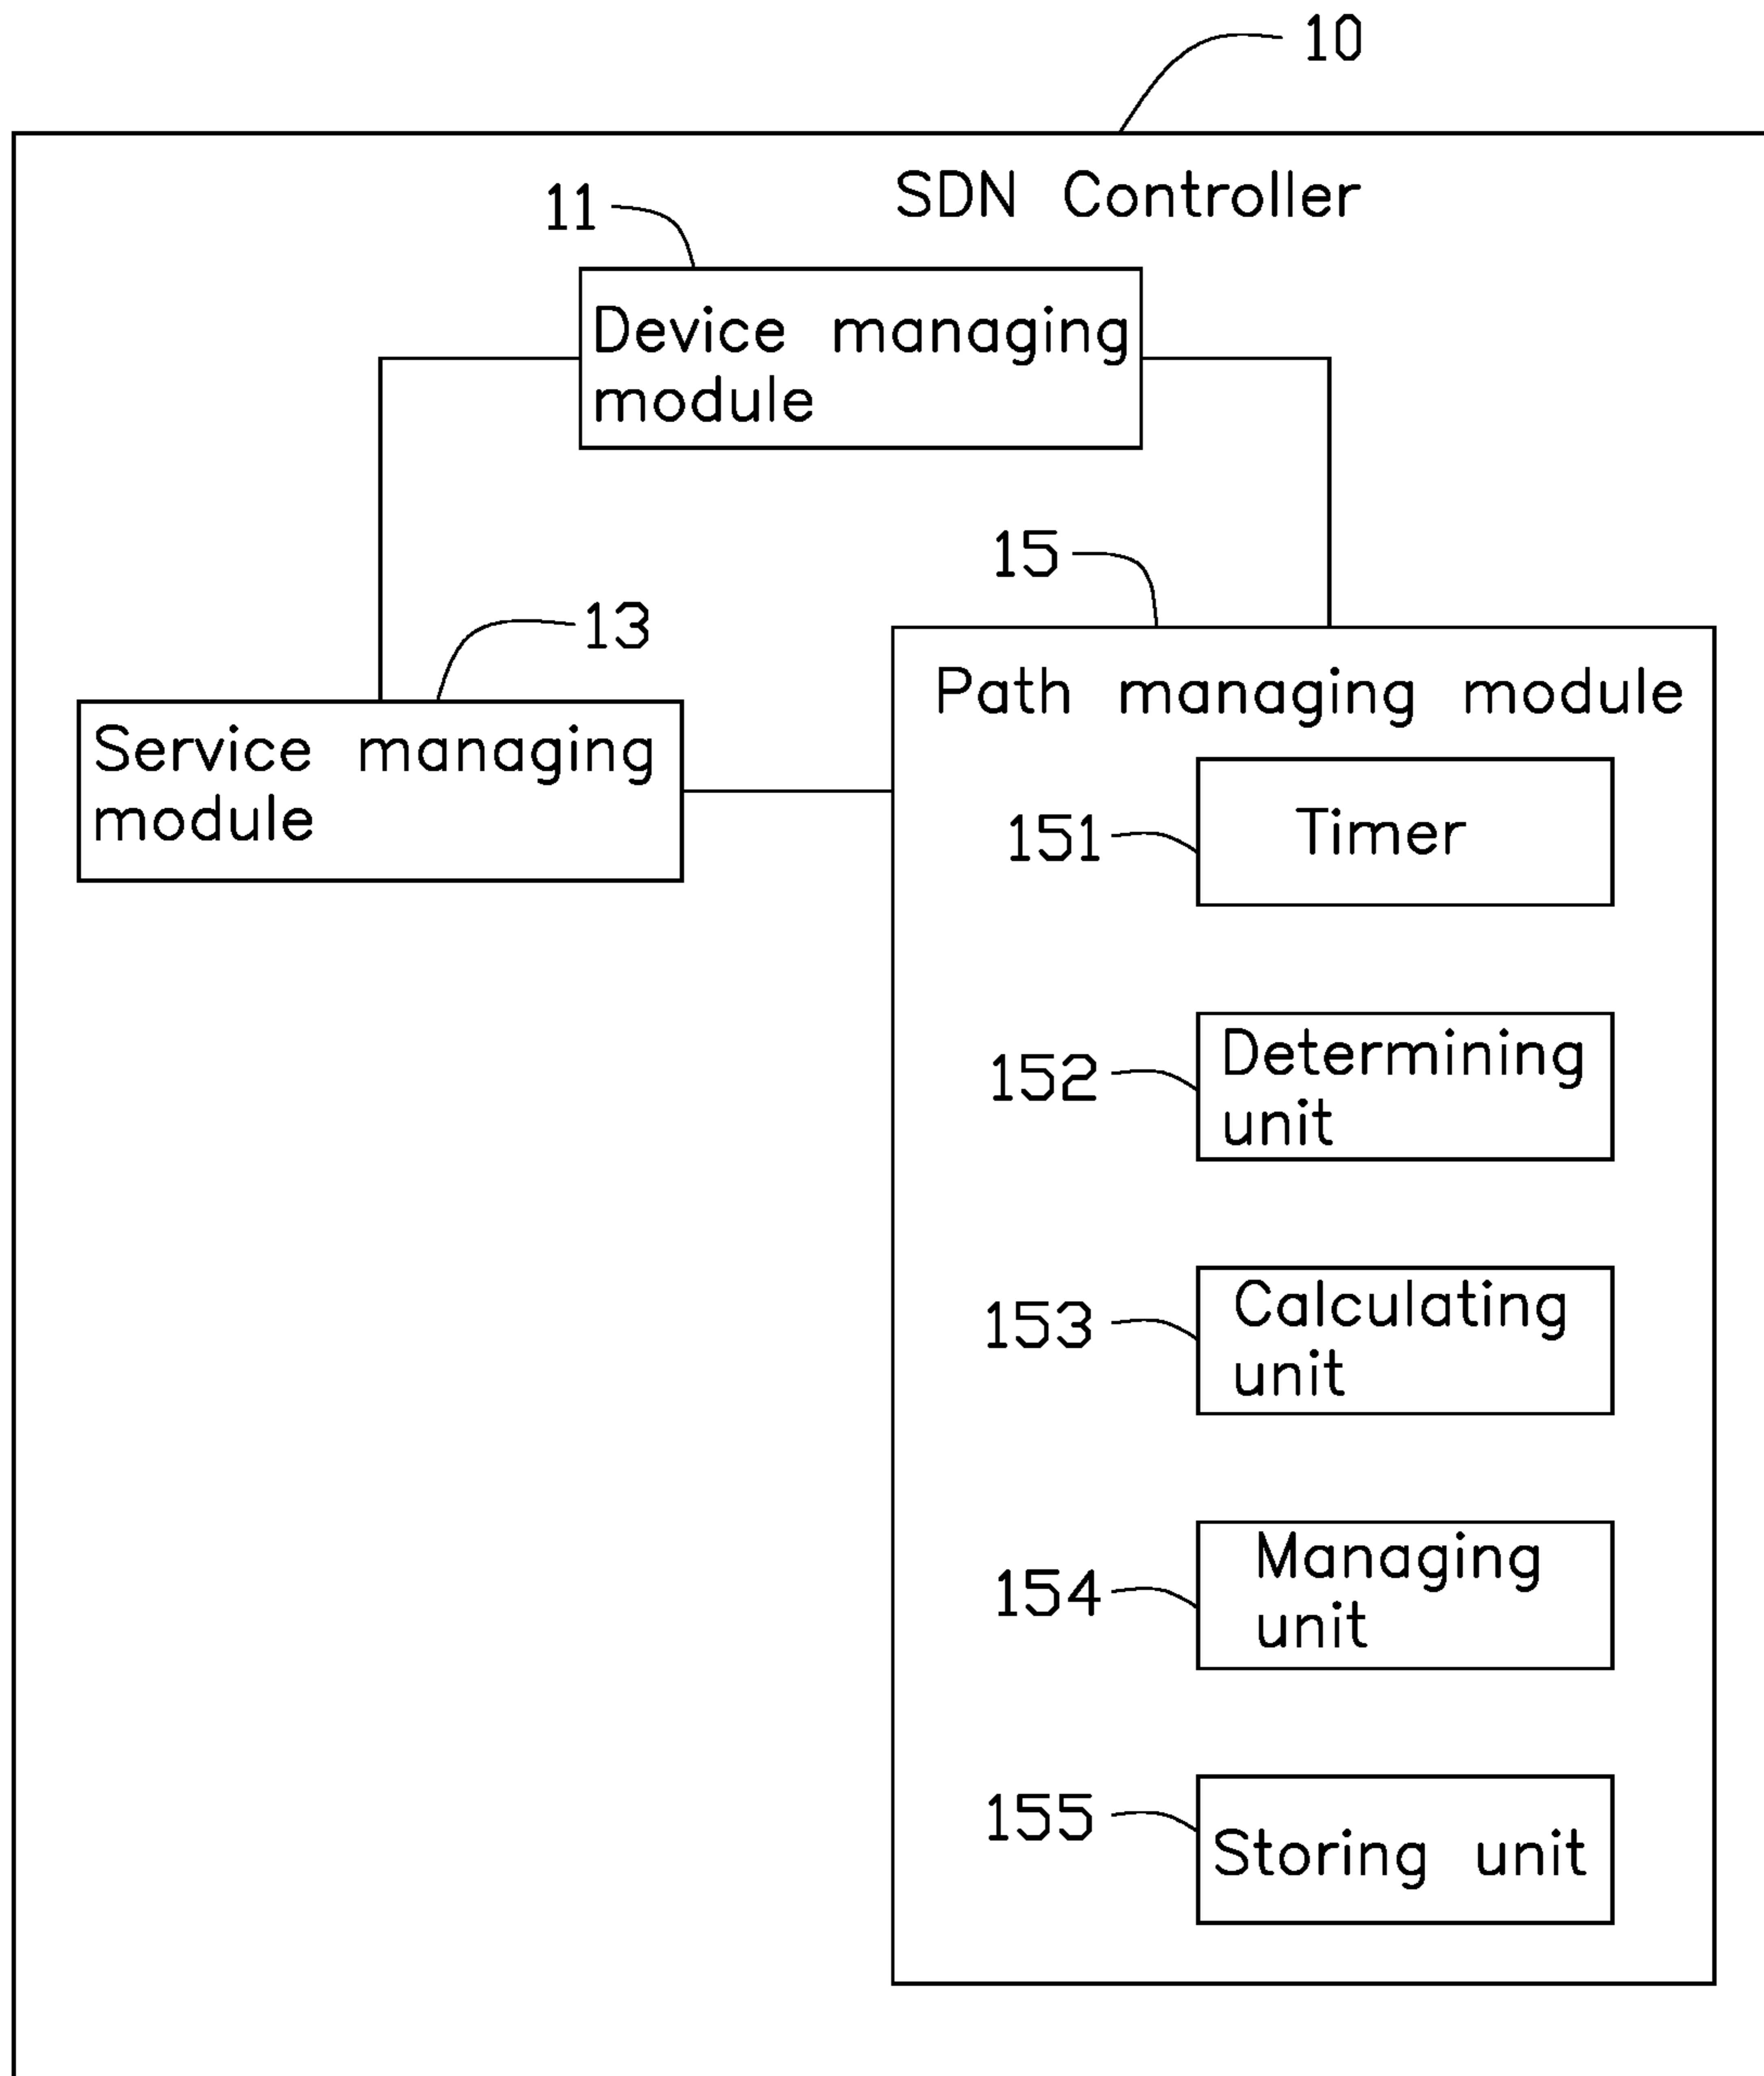 10
SDN Controller
11
Device managing
module
15
13
Path managing module
Service managing
module
151
Timer
152
Determining
unit
153
Calculating
unit
154
Managing
unit
155
Storing unit